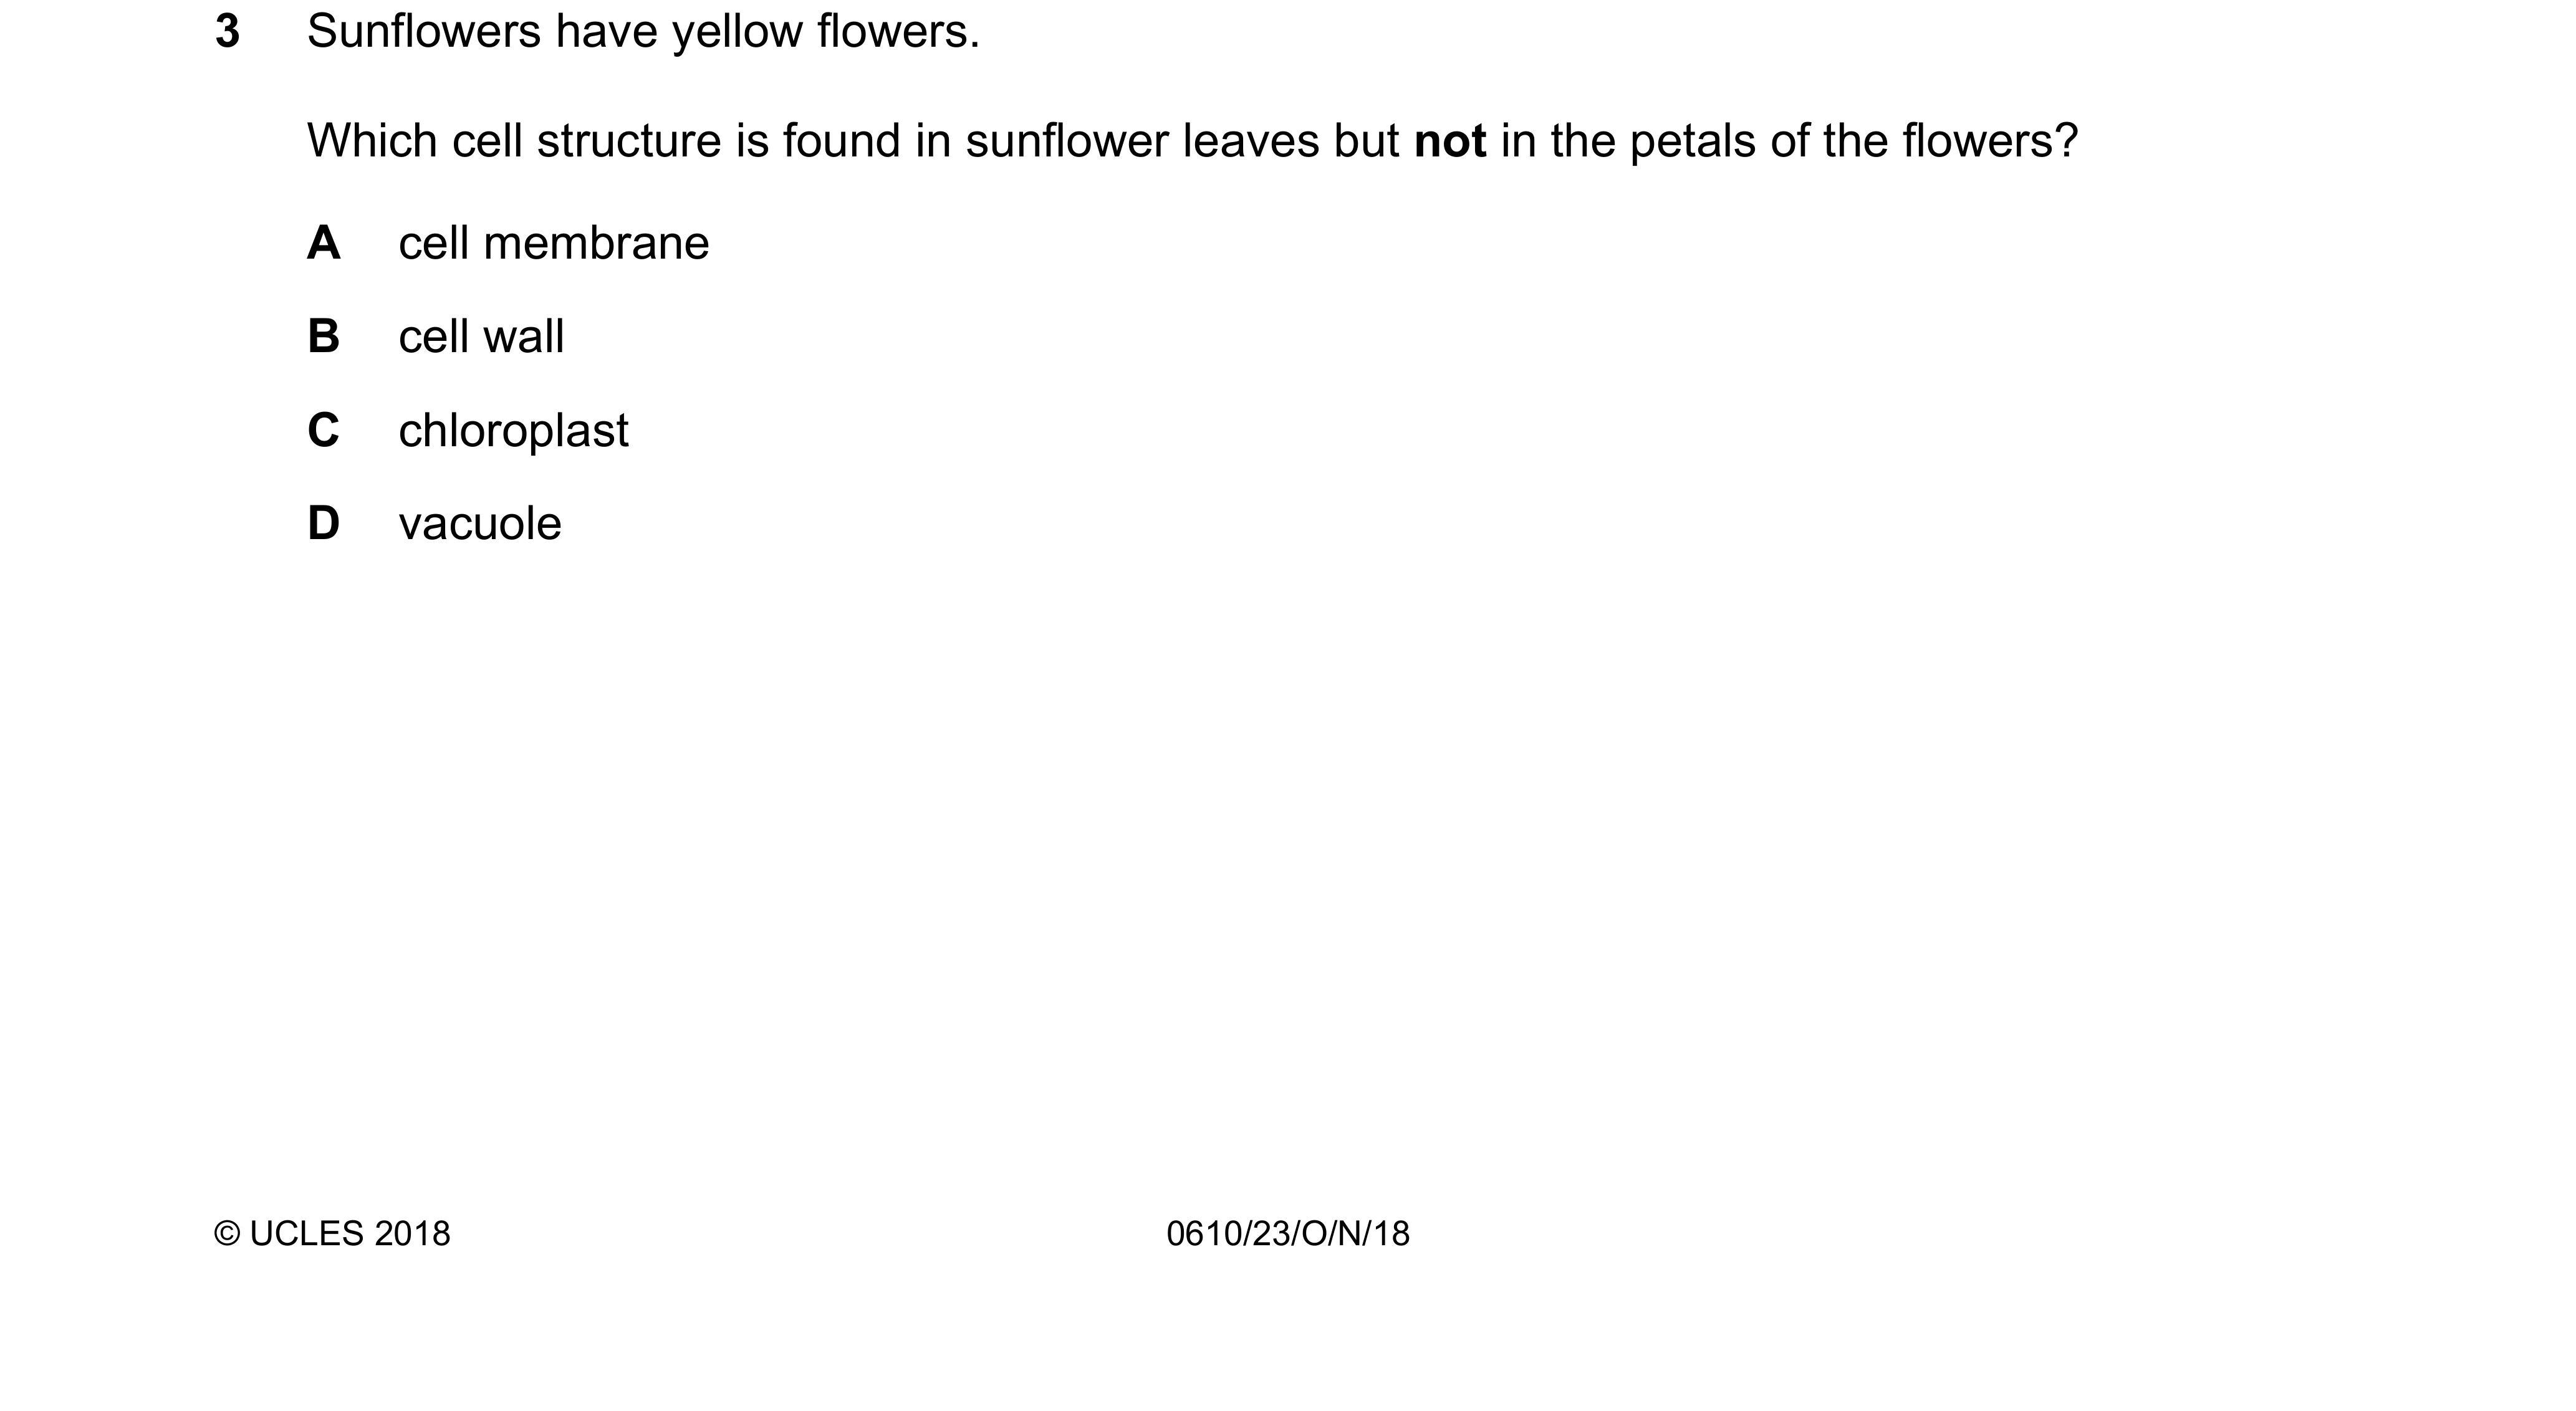 3 Sunflowers have yellow flowers.
Which cell structure is found in sunflower leaves but not in the petals of the flowers?
A cell membrane
B cell wall
C chloroplast
D vacuole
© UCLES 2018 0610/23/O/N/18